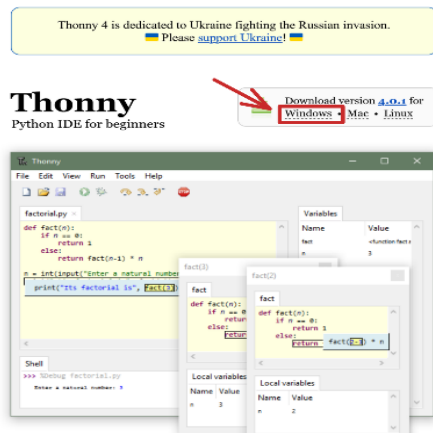 Thonny 4 is dedicated to Ukraine fighting the Russian invasion.
Please support Ukraine!
Thonny
Python IDE for beginners
Download version 4.0.1 for
Windows • Mac • Linux
Thonny
File Edit View Run Tools Help
factorial.py ×
def fact(n):
if n == 0:
return 1
else:
return fact(n-1) * n
n = int(input("Enter a natural number
print("Its factorial is", fact(3)
Shell
>>> %Debug factorial.py
Enter a natural number: 3
Variables
Name Value
fact <function fact a
n 3
fact(3)
fact
def fact(n):
if n == 0:
retur
else:
retur
Local variables
Name Value
n 3
fact(2)
fact
def fact(n):
if n == 0:
return 1
else:
return fact(2-1) * n
Local variables
Name Value
n 2